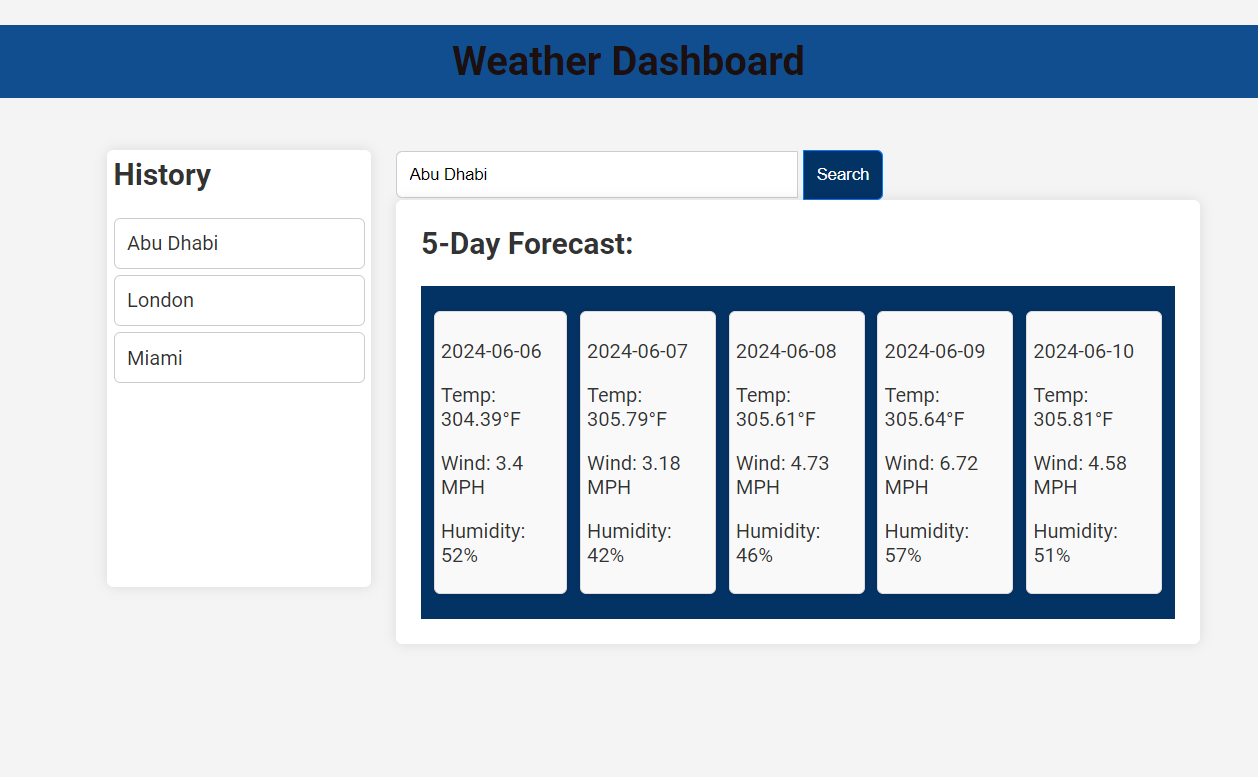 Weather Dashboard
History
Abu Dhabi
London
Miami
Abu Dhabi
Search
5-Day Forecast:
2024-06-06
Temp:
304.39°F
Wind: 3.4
MPH
Humidity:
52%
2024-06-07
Temp:
305.79°F
Wind: 3.18
MPH
Humidity:
42%
2024-06-08
Temp:
305.61°F
Wind: 4.73
MPH
Humidity:
46%
2024-06-09
Temp:
305.64°F
Wind: 6.72
MPH
Humidity:
57%
2024-06-10
Temp:
305.81°F
Wind: 4.58
MPH
Humidity:
51%